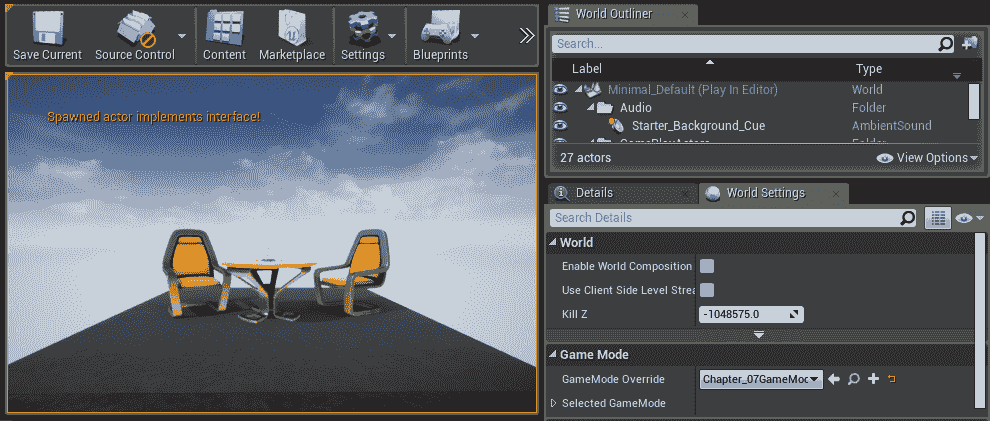 Save Current
Source Control
Content
Marketplace
Settings
Blueprints
Spawned actor implements interface!
World Outliner
Search...
Label Type
Minimal_Default (Play In Editor) World
Audio Folder
Starter_Background_Cue AmbientSound
GamePlayActors Folder
27 actors View Options
Details World Settings
Search Details
World
Enable World Composition
Use Client Side Level Strea
Kill Z -1048575.0
Game Mode
GameMode Override Chapter_07GameMoc
Selected GameMode